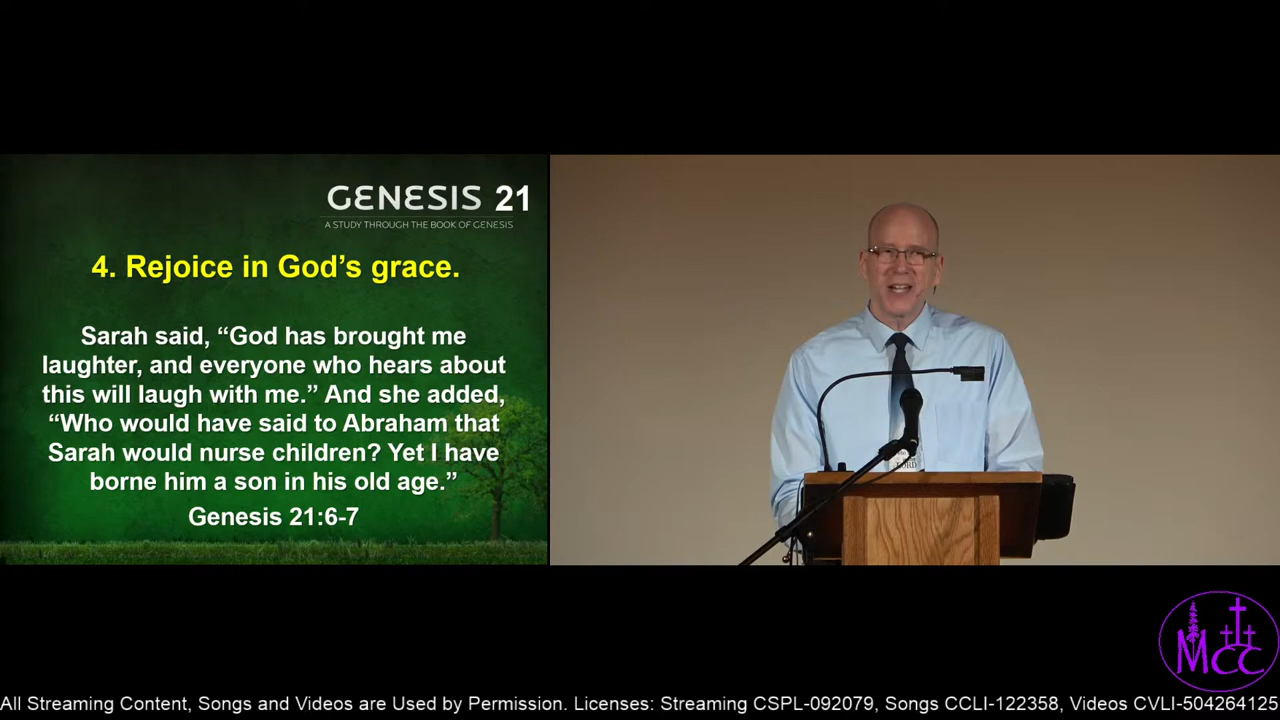 GENESIS 21
A STUDY THROUGH THE BOOK OF GENESIS
4. Rejoice in God’s grace.
Sarah said, “God has brought me
laughter, and everyone who hears about
this will laugh with me.” And she added,
“Who would have said to Abraham that
Sarah would nurse children? Yet I have
borne him a son in his old age.”
Genesis 21:6-7
LORD
MCC
All Streaming Content, Songs and Videos are Used by Permission. Licenses: Streaming CSPL-092079, Songs CCLI-122358, Videos CVLI-504264125